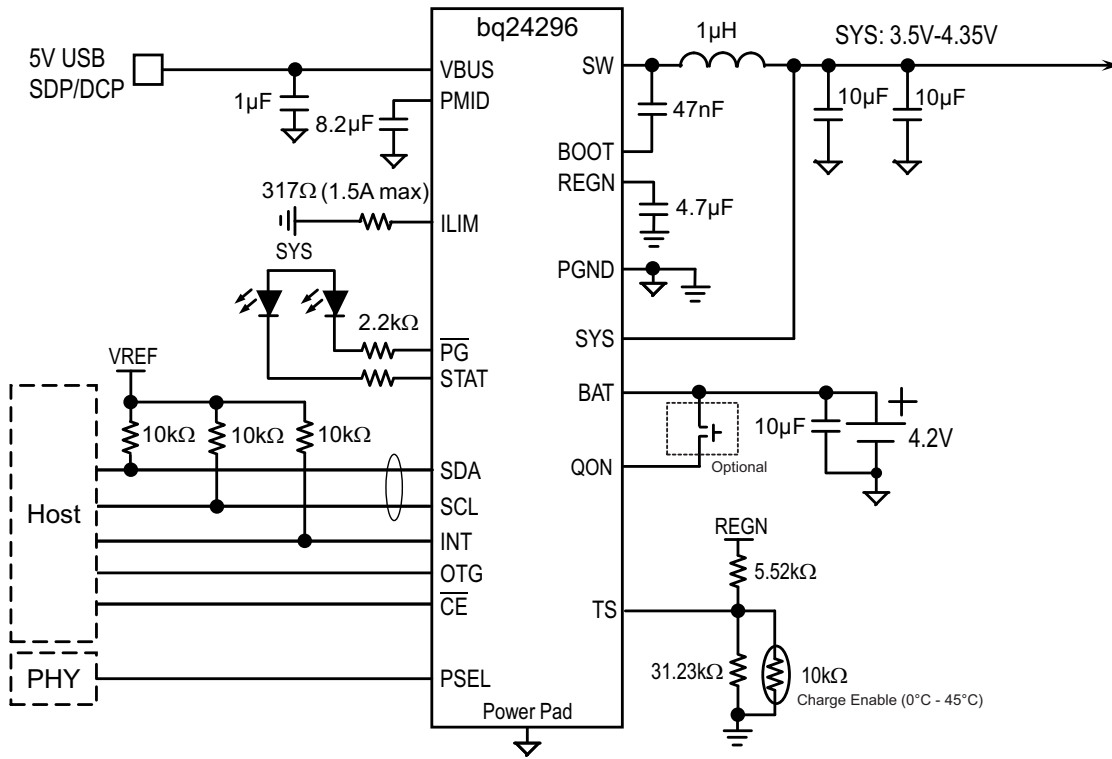 bq24296
5V USB
SDP/DCP
1µF
8.2µF
VBUS
PMID
317Ω (1.5A max)
ILIM
SYS
2.2kΩ
PG
STAT
VREF
10kΩ
10kΩ
10kΩ
Host
SDA
SCL
INT
OTG
CE
PHY
PSEL
Power Pad
SW
1µH
SYS: 3.5V-4.35V
47nF
10µF
10µF
BOOT
REGN
4.7µF
PGND
SYS
BAT
10µF
+
4.2V
Optional
QON
REGN
5.52kΩ
TS
31.23kΩ
10kΩ
Charge Enable (0°C - 45°C)